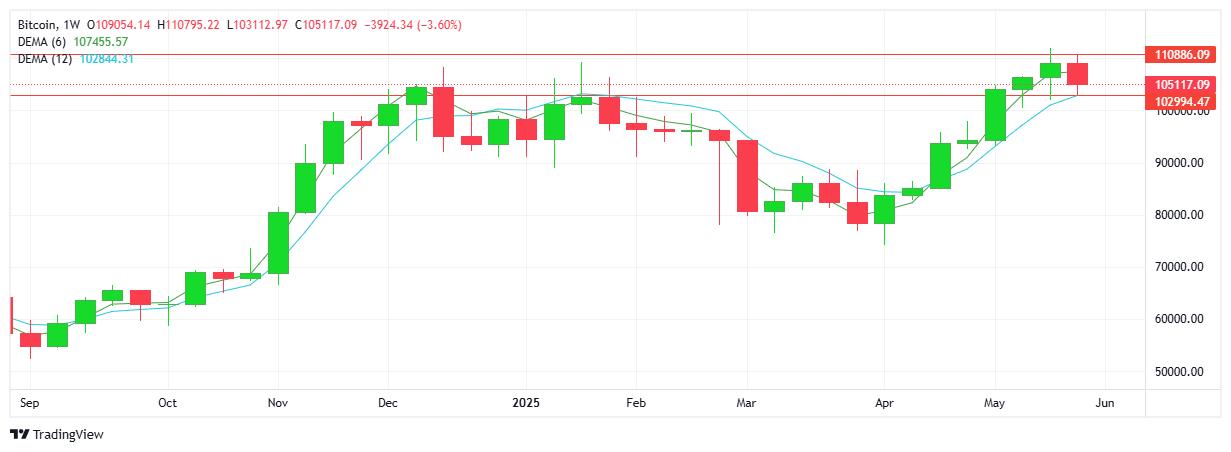 Bitcoin, 1W O109054.14 H110795.22 L103112.97 C105117.09 −3924.34 (−3.60%)
DEMA (6) 107455.57
DEMA (12) 102844.31
110886.09
105117.09
102994.47
100000.00
90000.00
80000.00
70000.00
60000.00
50000.00
Sep Oct Nov Dec 2025 Feb Mar Apr May Jun
TradingView